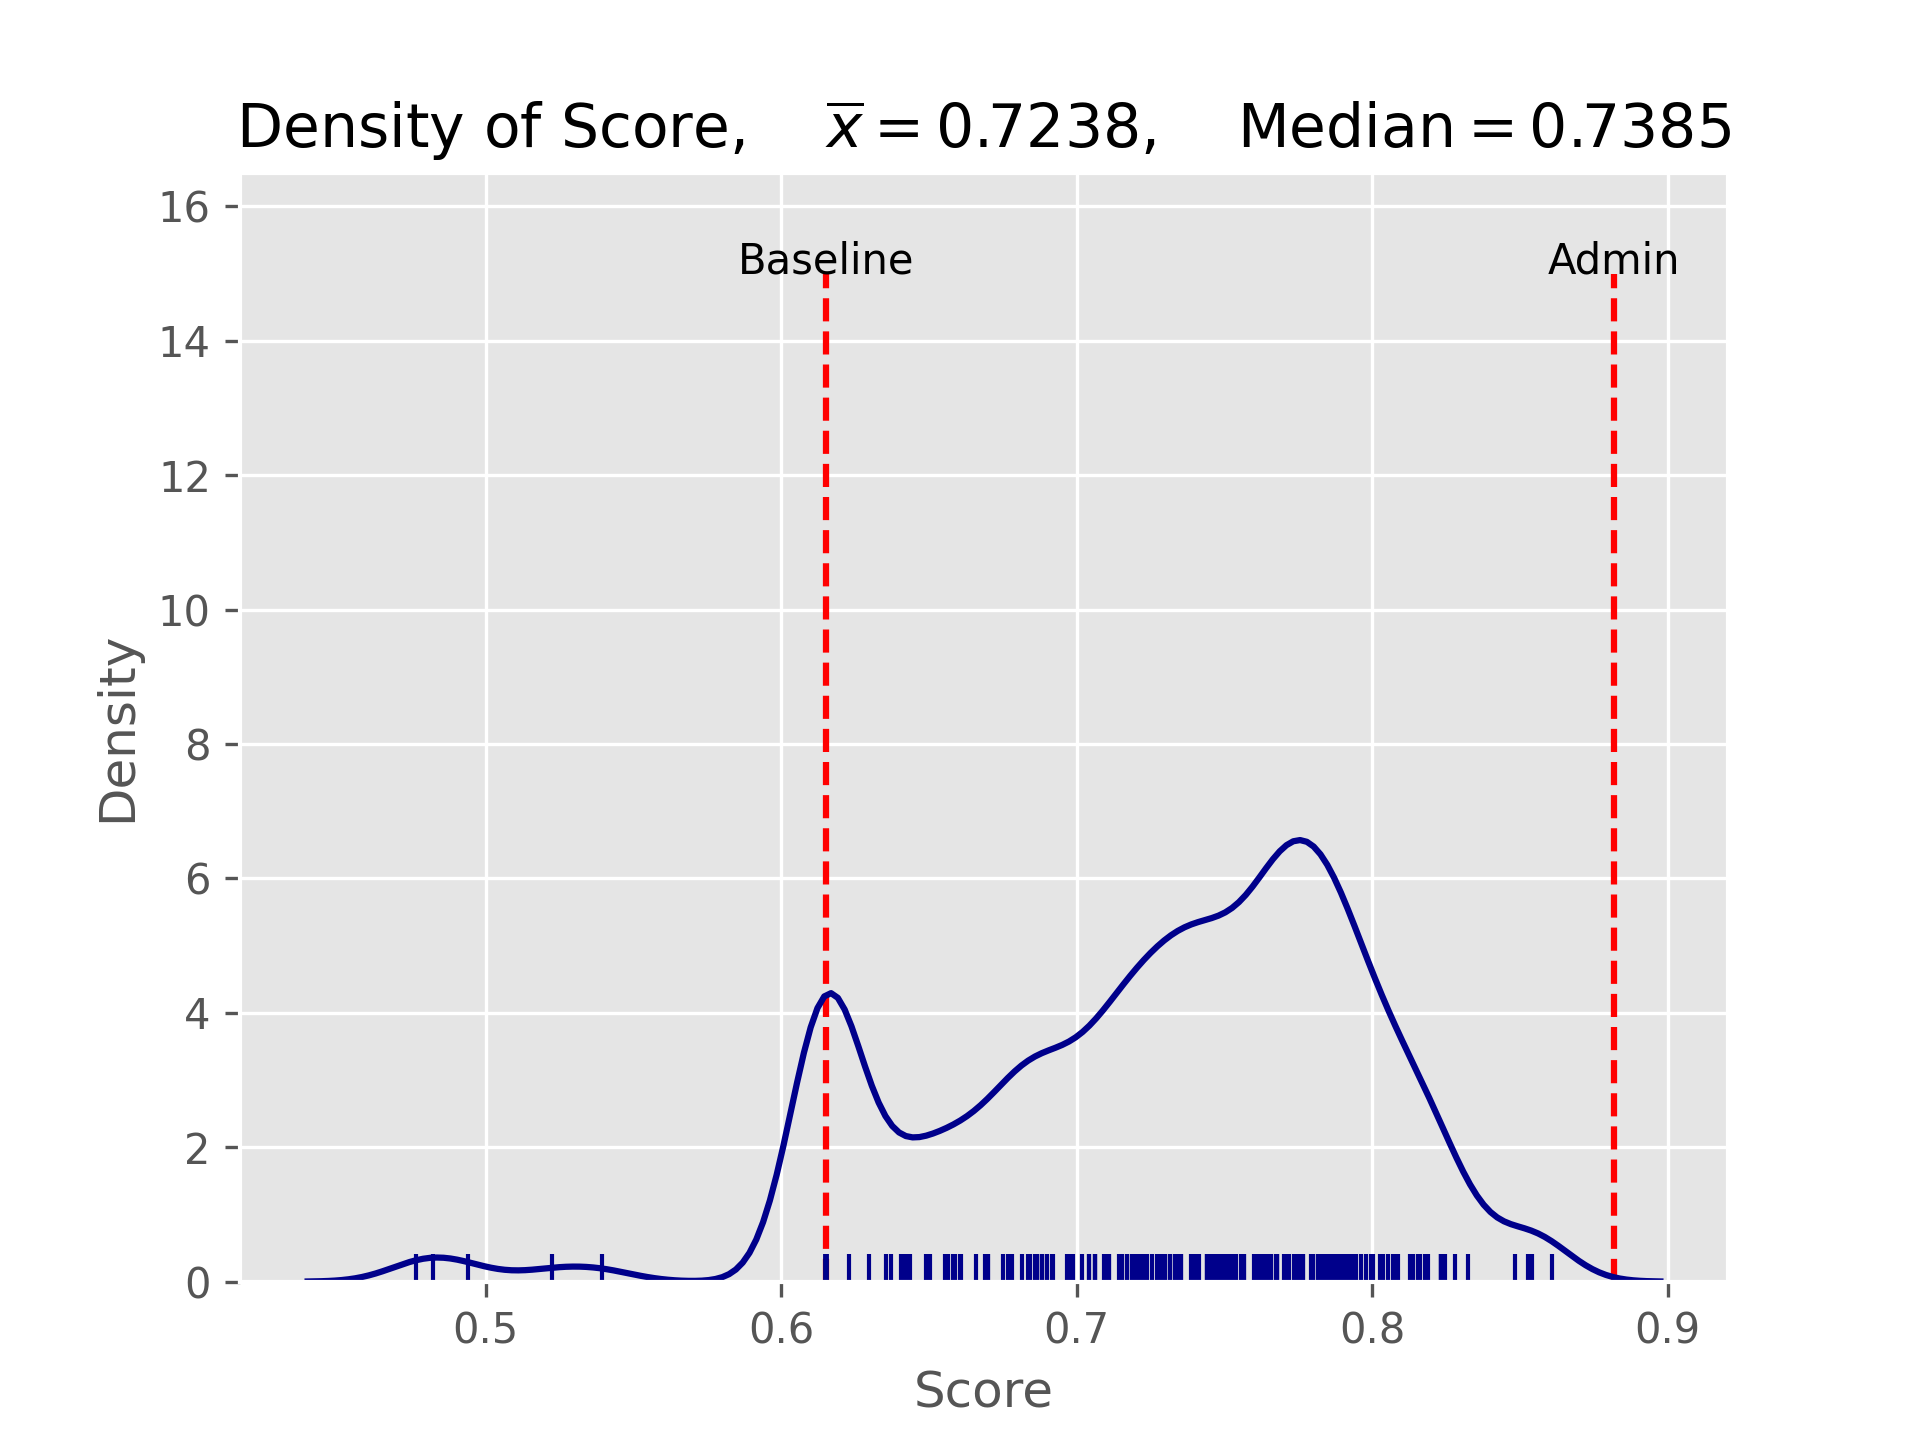 Density of Score, x̅ = 0.7238, Median = 0.7385
16
Baseline Admin
14
12
10
8
6
4
2
0
Density
0.5 0.6 0.7 0.8 0.9
Score